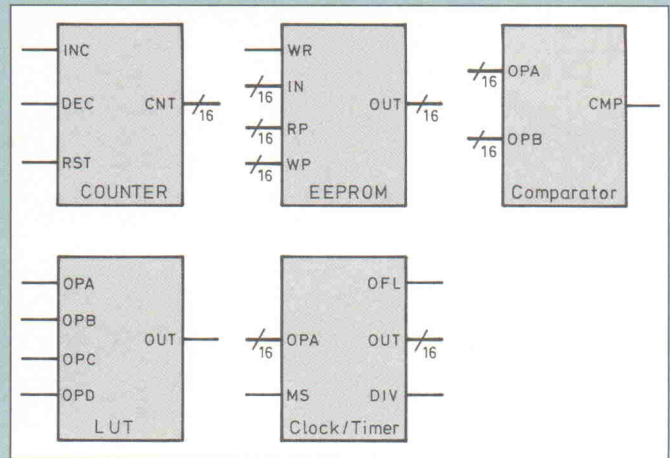 INC
DEC
RST
CNT
16
COUNTER
WR
IN
16
RP
16
WP
16
OUT
16
EEPROM
OPA
16
OPB
16
CMP
Comparator
OPA
OPB
OPC
OPD
OUT
LUT
OPA
16
MS
OFL
OUT
16
DIV
Clock/Timer